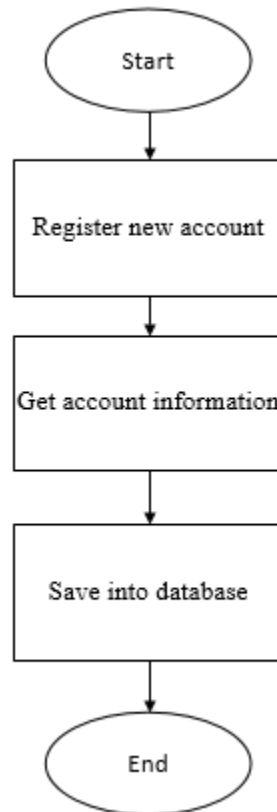 Start
Register new account
Get account information
Save into database
End